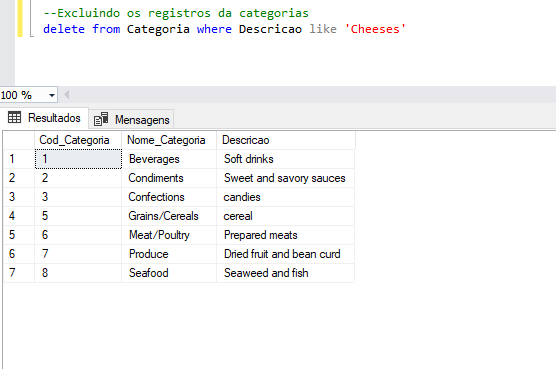 --Excluindo os registros da categorias
delete from Categoria where Descricao like 'Cheeses'
100 %
Resultados Mensagens
Cod_Categoria Nome_Categoria Descricao
1 1 Beverages Soft drinks
2 2 Condiments Sweet and savory sauces
3 3 Confections candies
4 5 Grains/Cereals cereal
5 6 Meat/Poultry Prepared meats
6 7 Produce Dried fruit and bean curd
7 8 Seafood Seaweed and fish